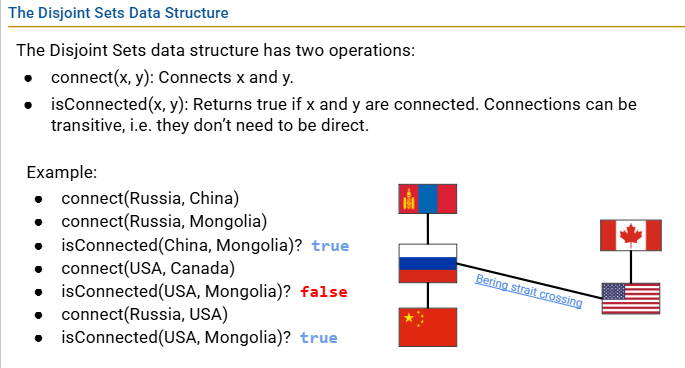 The Disjoint Sets Data Structure
The Disjoint Sets data structure has two operations:
● connect(x, y): Connects x and y.
● isConnected(x, y): Returns true if x and y are connected. Connections can be
transitive, i.e. they don’t need to be direct.
Example:
● connect(Russia, China)
● connect(Russia, Mongolia)
● isConnected(China, Mongolia)? true
● connect(USA, Canada)
● isConnected(USA, Mongolia)? false
● connect(Russia, USA)
● isConnected(USA, Mongolia)? true
Bering strait crossing